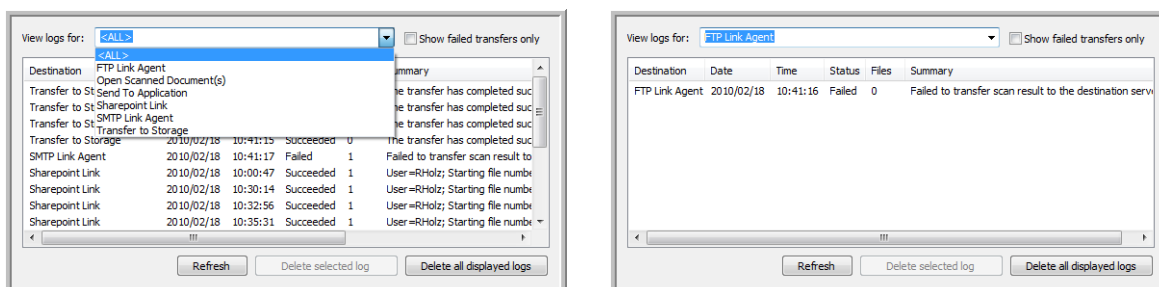 View logs for: <ALL> Show failed transfers only
<ALL>
FTP Link Agent
Open Scanned Document(s)
Send To Application
Sharepoint Link
SMTP Link Agent
Transfer to Storage
Destination ummary
Transfer to St he transfer has completed suc
Transfer to St he transfer has completed suc
Transfer to St he transfer has completed suc
Transfer to Storage 2010/02/18 10:41:15 Succeeded 0 The transfer has completed suc
SMTP Link Agent 2010/02/18 10:41:17 Failed 1 Failed to transfer scan result to
Sharepoint Link 2010/02/18 10:00:47 Succeeded 1 User=RHolz; Starting file numbe
Sharepoint Link 2010/02/18 10:30:14 Succeeded 1 User=RHolz; Starting file numbe
Sharepoint Link 2010/02/18 10:32:56 Succeeded 1 User=RHolz; Starting file numbe
Sharepoint Link 2010/02/18 10:35:31 Succeeded 1 User=RHolz; Starting file numbe
Refresh Delete selected log Delete all displayed logs
View logs for: FTP Link Agent Show failed transfers only
Destination Date Time Status Files Summary
FTP Link Agent 2010/02/18 10:41:16 Failed 0 Failed to transfer scan result to the destination serv
Refresh Delete selected log Delete all displayed logs